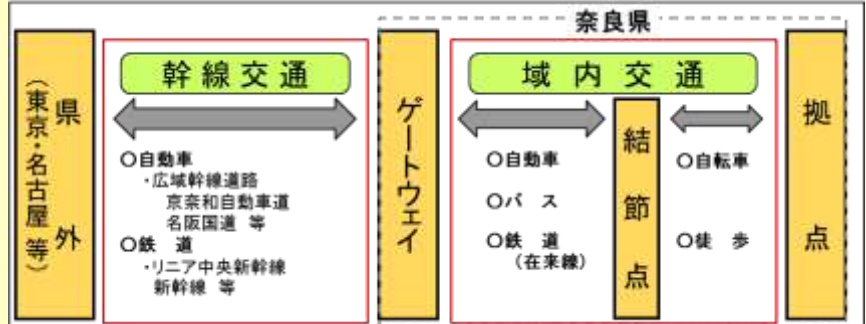 奈良県
県外
（東京・名古屋等）
幹線交通
○自動車
・広域幹線道路
京奈和自動車道
名阪国道 等
○鉄 道
・リニア中央新幹線
新幹線 等
ゲートウェイ
域内交通
○自動車
○バ ス
○鉄 道
（在来線）
結節点
○自転車
○徒 歩
拠点